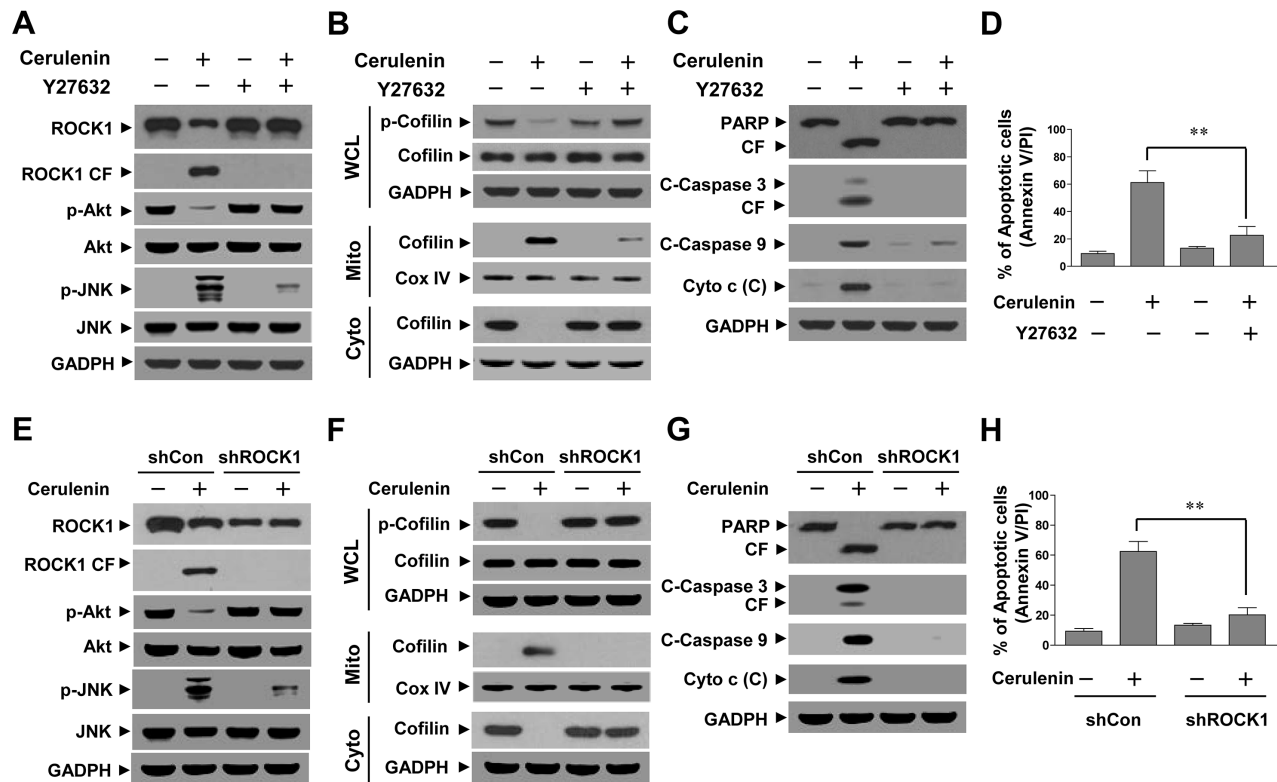 A
Cerulenin – + – +
Y27632 – – + +
ROCK1
ROCK1 CF
p-Akt
Akt
p-JNK
JNK
GADPH
B
Cerulenin – + – +
Y27632 – – + +
WCL
p-Cofilin
Cofilin
GADPH
Mito
Cofilin
Cox IV
Cyto
Cofilin
GADPH
C
Cerulenin – + – +
Y27632 – – + +
PARP
CF
C-Caspase 3
CF
C-Caspase 9
Cyto c (C)
GADPH
D
% of Apoptotic cells
(Annexin V/PI)
100
80
60
40
20
0
**
Cerulenin – + – +
Y27632 – – – +
E
shCon shROCK1
Cerulenin – + – +
ROCK1
ROCK1 CF
p-Akt
Akt
p-JNK
JNK
GADPH
F
shCon shROCK1
Cerulenin – + – +
WCL
p-Cofilin
Cofilin
GADPH
Mito
Cofilin
Cox IV
Cyto
Cofilin
GADPH
G
shCon shROCK1
Cerulenin – + – +
PARP
CF
C-Caspase 3
CF
C-Caspase 9
Cyto c (C)
GADPH
H
% of Apoptotic cells
(Annexin V/PI)
100
80
60
40
20
0
**
Cerulenin – + – +
shCon shROCK1